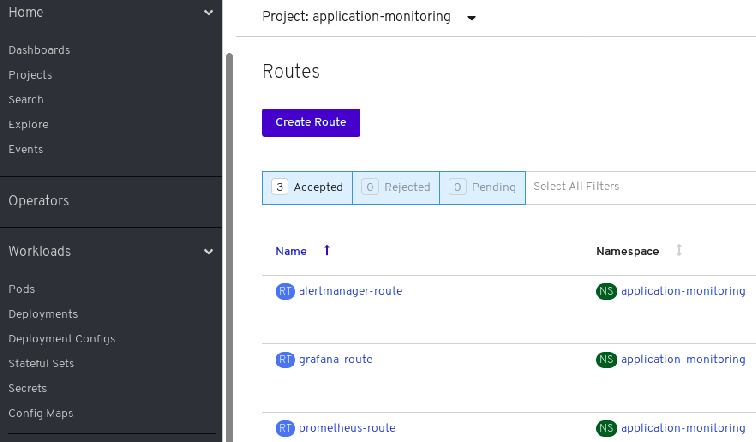 Home
Dashboards
Projects
Search
Explore
Events
Operators
Workloads
Pods
Deployments
Deployment Configs
Stateful Sets
Secrets
Config Maps
Project: application-monitoring
Routes
Create Route
3 Accepted 0 Rejected 0 Pending Select All Filters
Name Namespace
RT alertmanager-route NS application-monitoring
RT grafana-route NS application-monitoring
RT prometheus-route NS application-monitoring